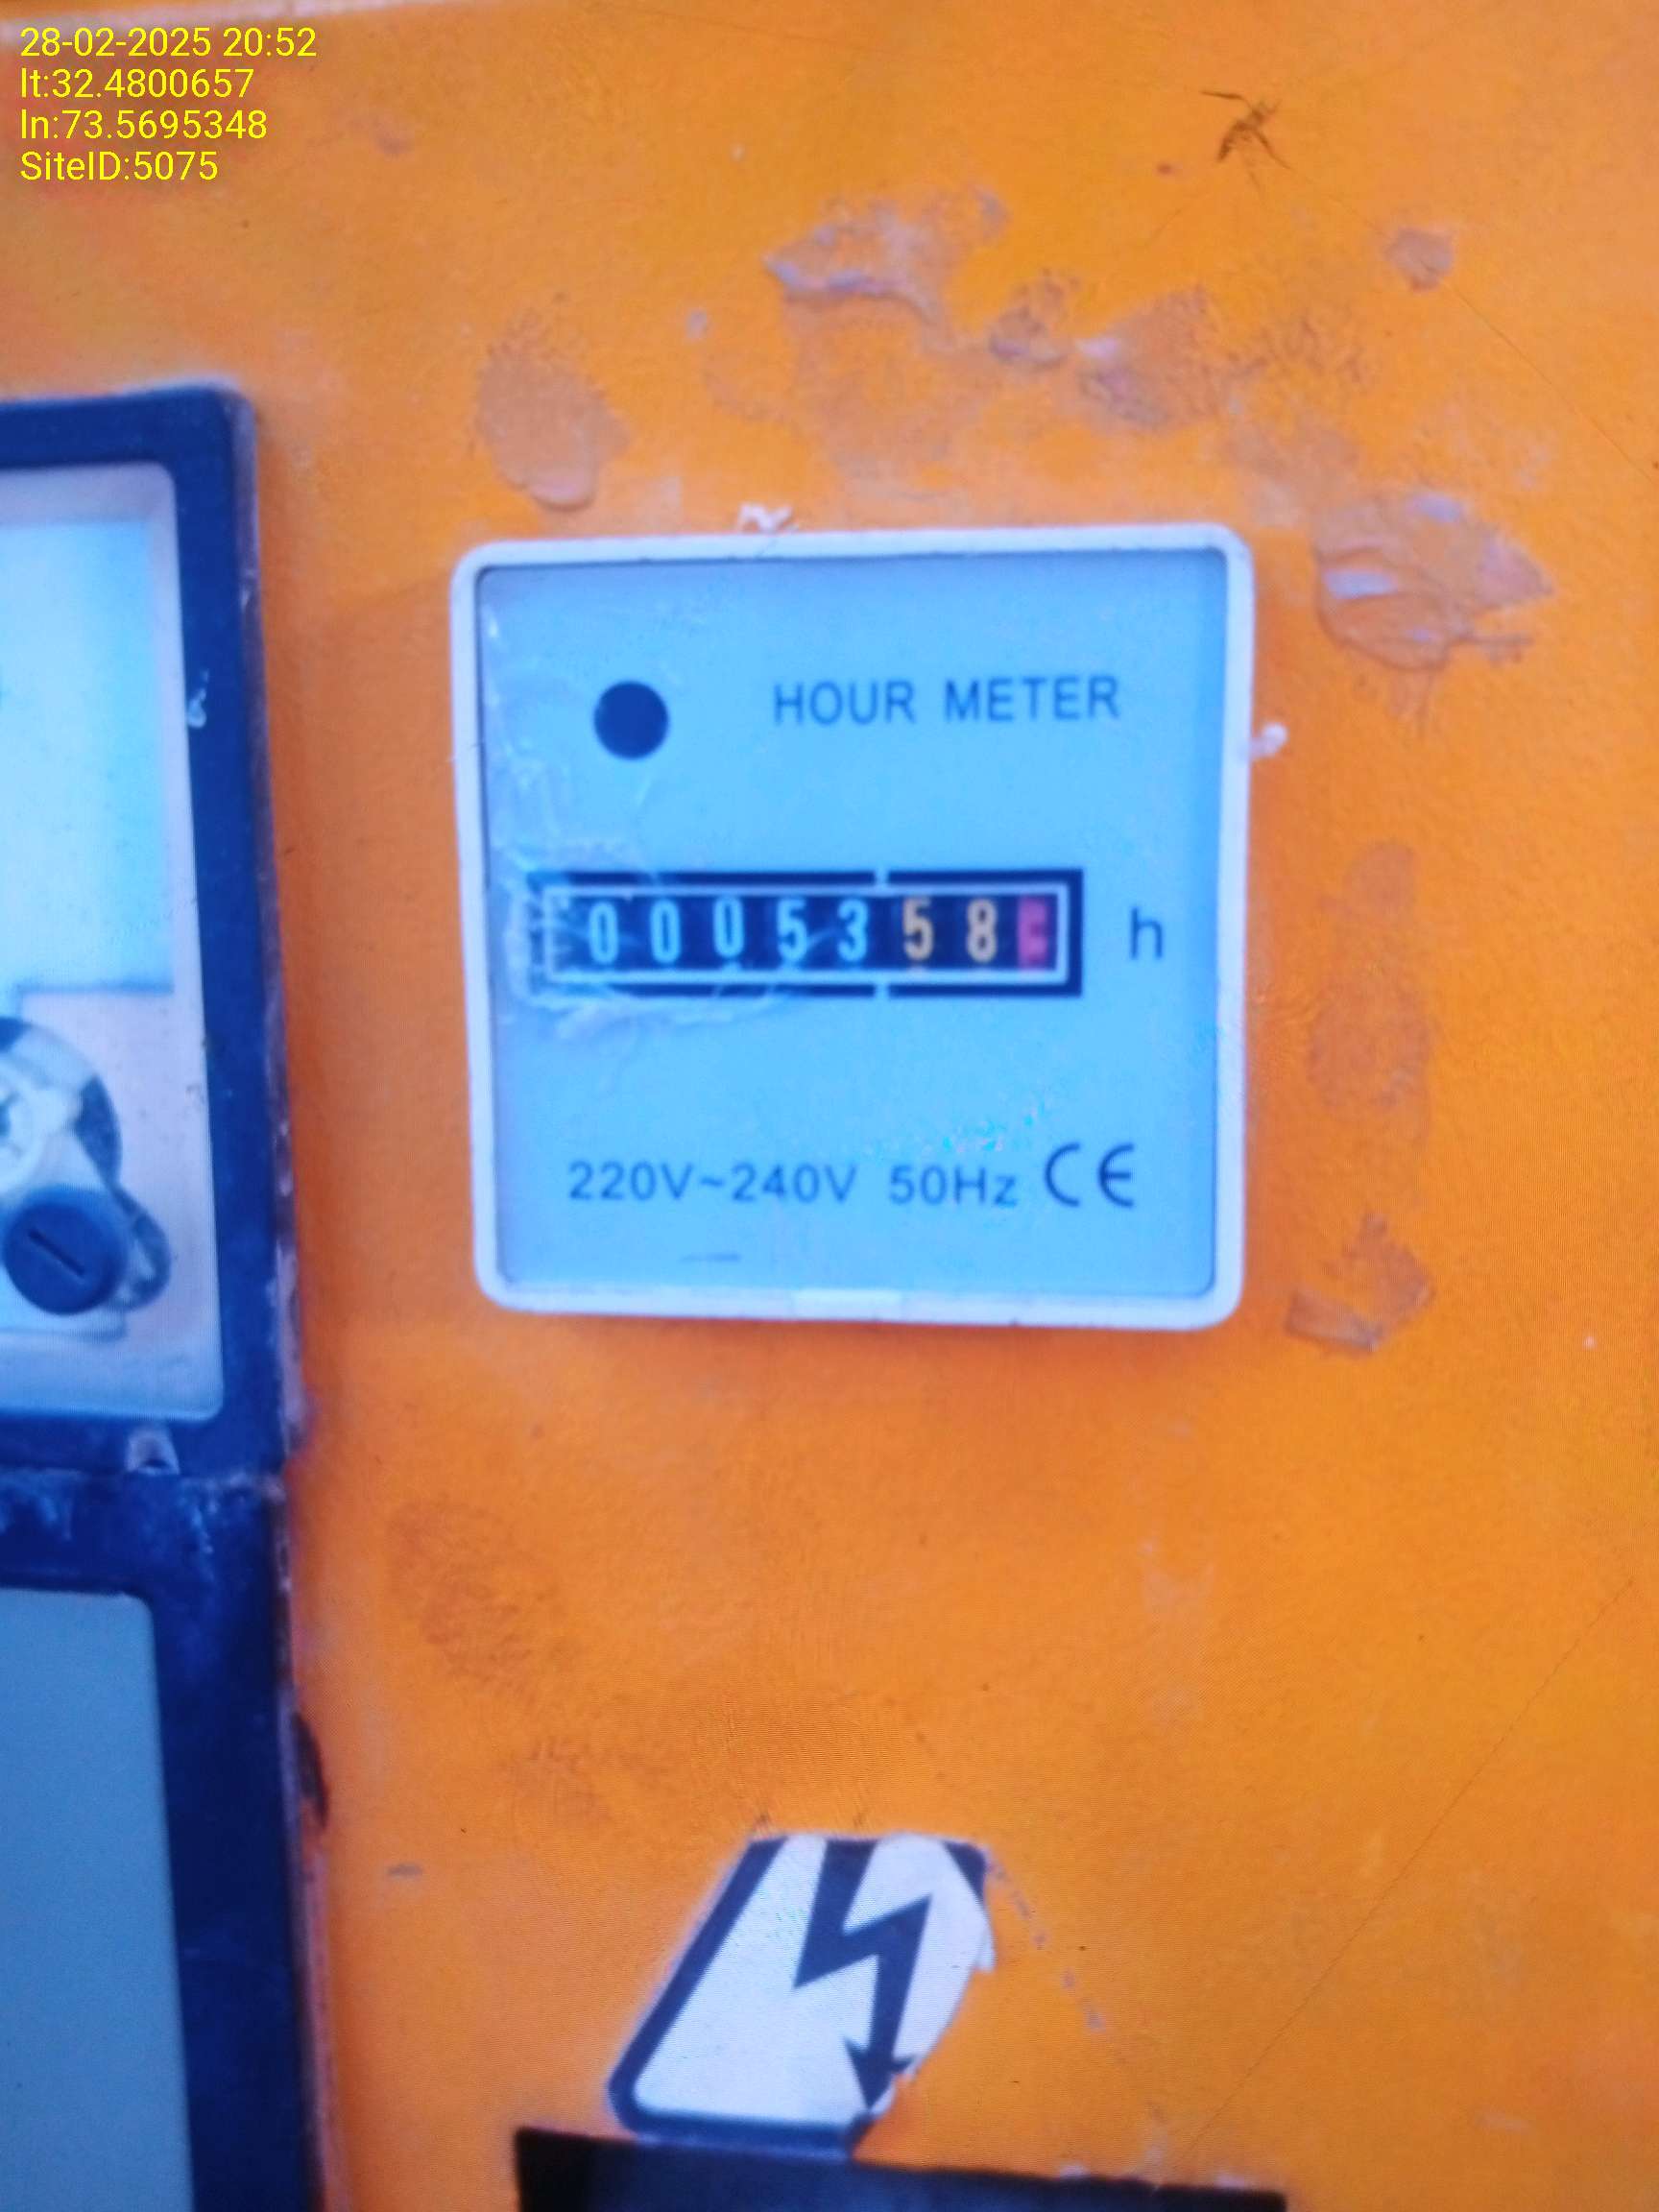 28-02-2025 20:52
lt:32.4800657
ln:73.5695348
SiteID:5075
HOUR METER
0005358 h
220V~240V 50Hz CE